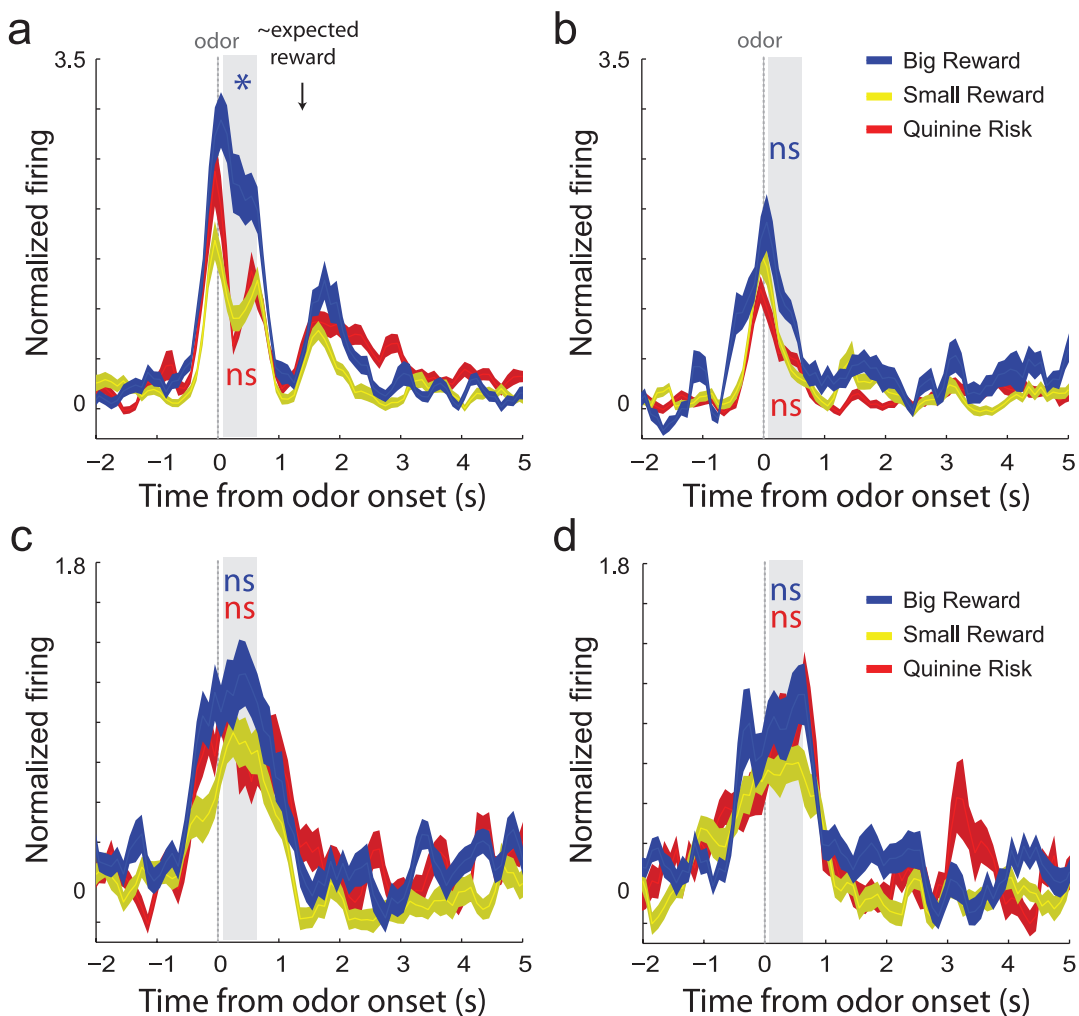 a
odor
~expected
reward
*
ns
3.5
0
Normalized firing
−2 −1 0 1 2 3 4 5
Time from odor onset (s)
b
odor
Big Reward
Small Reward
Quinine Risk
ns
ns
3.5
0
Normalized firing
−2 −1 0 1 2 3 4 5
Time from odor onset (s)
c
1.8
ns
ns
0
Normalized firing
−2 −1 0 1 2 3 4 5
Time from odor onset (s)
d
1.8
ns
ns
Big Reward
Small Reward
Quinine Risk
0
Normalized firing
−2 −1 0 1 2 3 4 5
Time from odor onset (s)